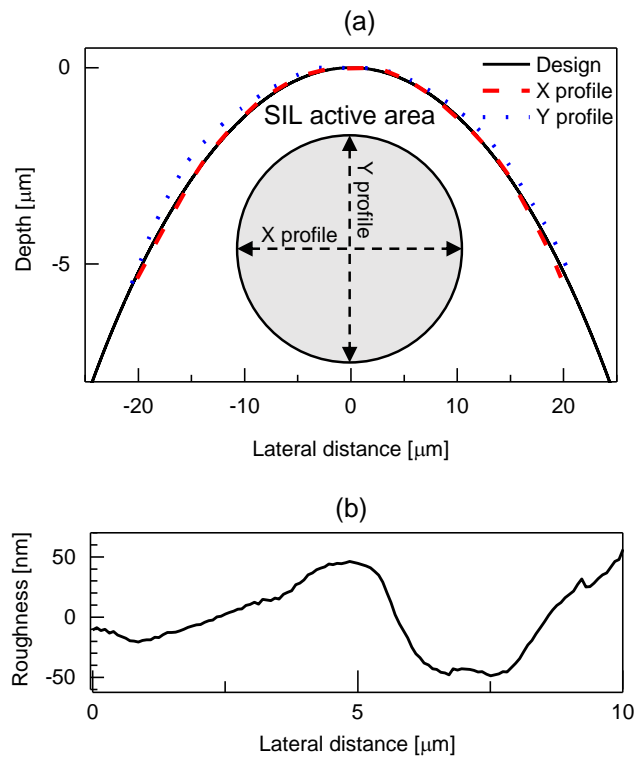 (a)
Design
X profile
Y profile
SIL active area
Y profile
X profile
0
-5
Depth [μm]
-20 -10 0 10 20
Lateral distance [μm]
(b)
50
0
-50
Roughness [nm]
0 5 10
Lateral distance [μm]